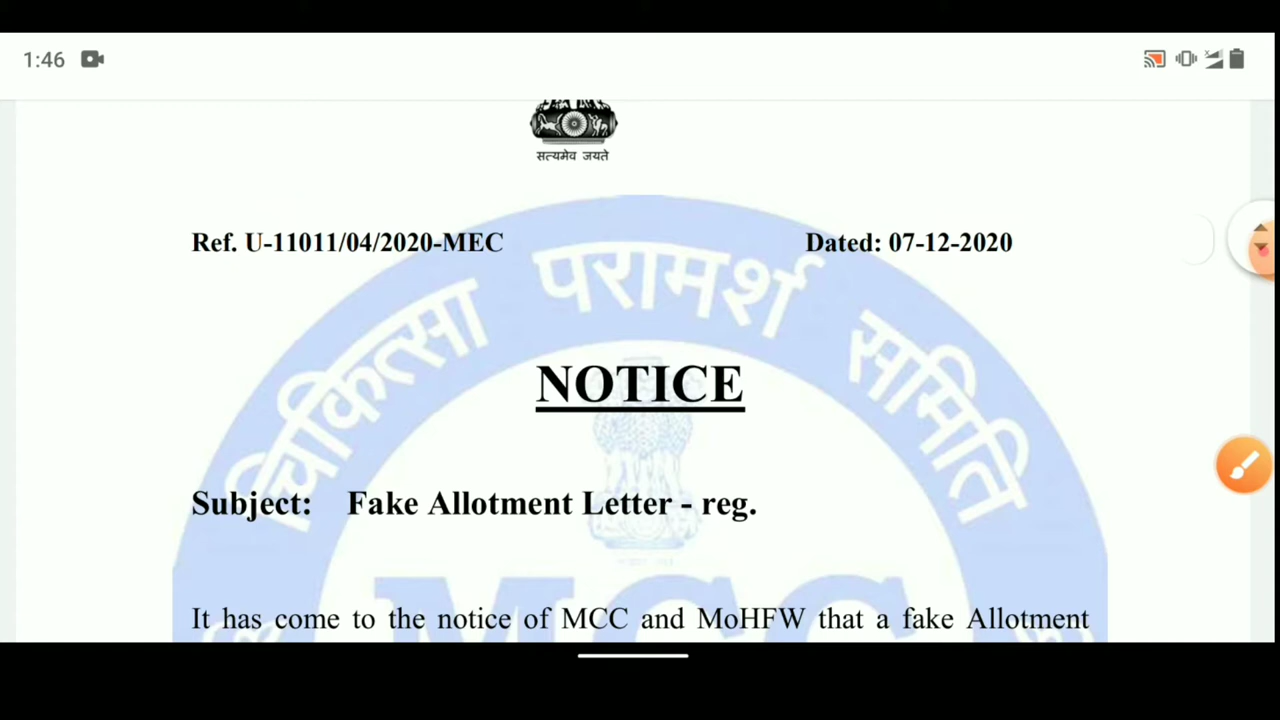 1:46
सत्यमेव जयते
Ref. U-11011/04/2020-MEC Dated: 07-12-2020
चिकित्सा परामर्श समिति
NOTICE
Subject: Fake Allotment Letter - reg.
MCC
It has come to the notice of MCC and MoHFW that a fake Allotment